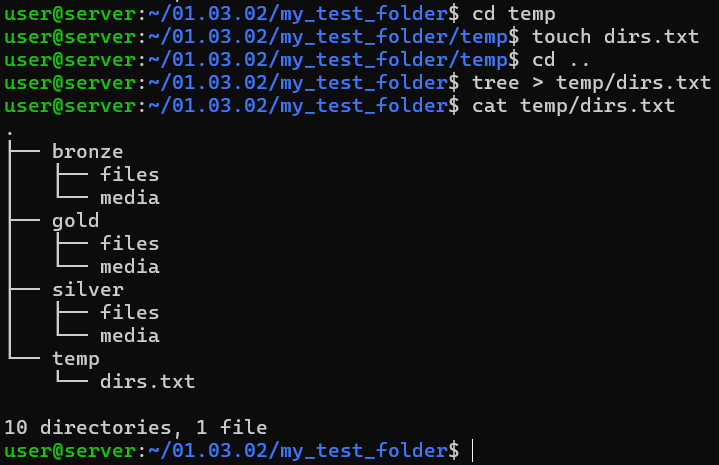 user@server:~/01.03.02/my_test_folder$ cd temp
user@server:~/01.03.02/my_test_folder/temp$ touch dirs.txt
user@server:~/01.03.02/my_test_folder/temp$ cd ..
user@server:~/01.03.02/my_test_folder$ tree > temp/dirs.txt
user@server:~/01.03.02/my_test_folder$ cat temp/dirs.txt
.
├── bronze
│   ├── files
│   └── media
├── gold
│   ├── files
│   └── media
├── silver
│   ├── files
│   └── media
└── temp
    └── dirs.txt

10 directories, 1 file
user@server:~/01.03.02/my_test_folder$